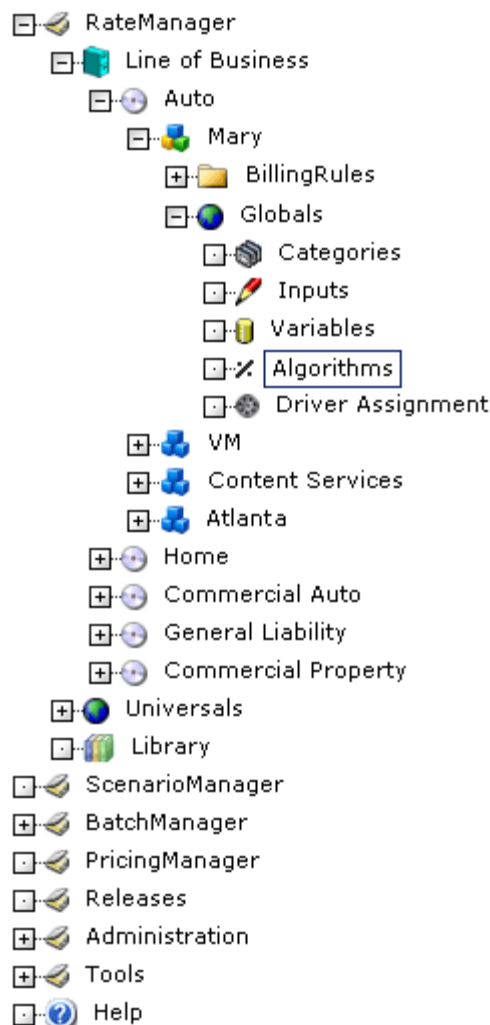 RateManager
Line of Business
Auto
Mary
BillingRules
Globals
Categories
Inputs
Variables
Algorithms
Driver Assignment
VM
Content Services
Atlanta
Home
Commercial Auto
General Liability
Commercial Property
Universals
Library
ScenarioManager
BatchManager
PricingManager
Releases
Administration
Tools
Help